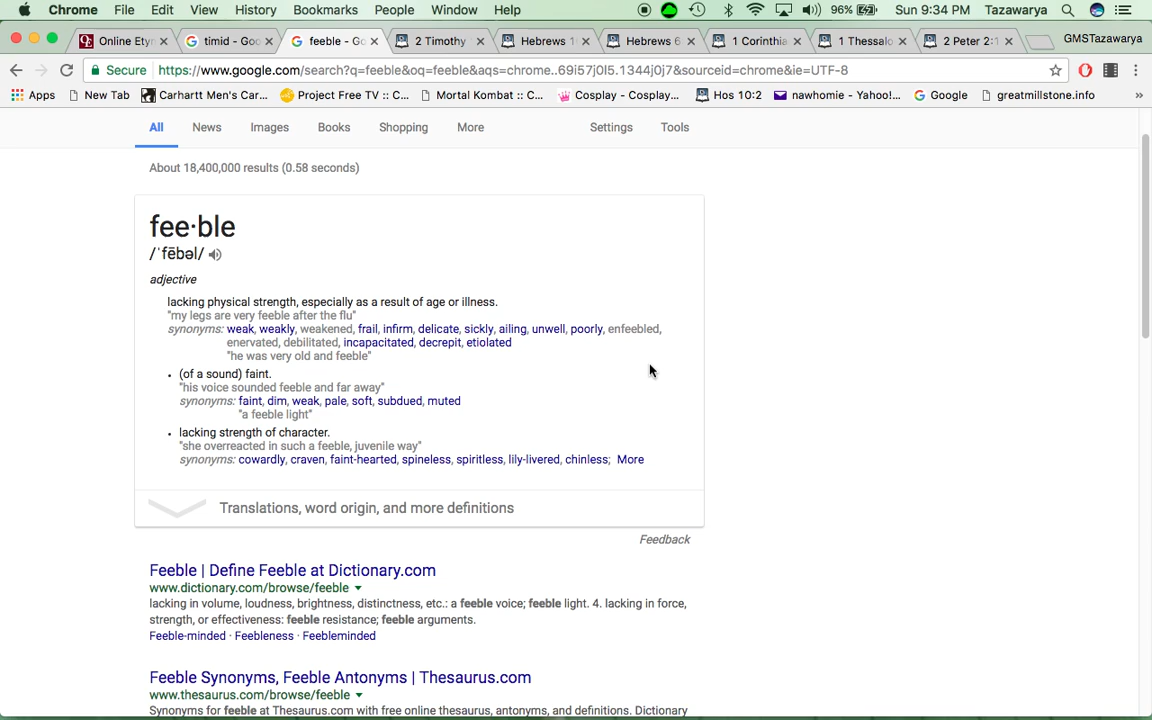 Chrome File Edit View History Bookmarks People Window Help 96% Sun 9:34 PM Tazawarya
Online Ety timid - Goo feeble - Go 2 Timothy Hebrews 1 Hebrews 6 1 Corinthia 1 Thessalo 2 Peter 2:1 GMSTazawarya
Secure https://www.google.com/search?q=feeble&oq=feeble&aqs=chrome..69i57j0l5.1344j0j7&sourceid=chrome&ie=UTF-8
Apps New Tab Carhartt Men's Car... Project Free TV :: C... Mortal Kombat :: C... Cosplay - Cosplay... Hos 10:2 nawhomie - Yahoo!... Google greatmillstone.info »
All News Images Books Shopping More Settings Tools
About 18,400,000 results (0.58 seconds)
fee·ble
/ˈfēbəl/
adjective
lacking physical strength, especially as a result of age or illness.
"my legs are very feeble after the flu"
synonyms: weak, weakly, weakened, frail, infirm, delicate, sickly, ailing, unwell, poorly, enfeebled,
enervated, debilitated, incapacitated, decrepit, etiolated
"he was very old and feeble"
• (of a sound) faint.
"his voice sounded feeble and far away"
synonyms: faint, dim, weak, pale, soft, subdued, muted
"a feeble light"
• lacking strength of character.
"she overreacted in such a feeble, juvenile way"
synonyms: cowardly, craven, faint-hearted, spineless, spiritless, lily-livered, chinless; More
Translations, word origin, and more definitions
Feedback
Feeble | Define Feeble at Dictionary.com
www.dictionary.com/browse/feeble
lacking in volume, loudness, brightness, distinctness, etc.: a feeble voice; feeble light. 4. lacking in force,
strength, or effectiveness: feeble resistance; feeble arguments.
Feeble-minded · Feebleness · Feebleminded
Feeble Synonyms, Feeble Antonyms | Thesaurus.com
www.thesaurus.com/browse/feeble
Synonyms for feeble at Thesaurus.com with free online thesaurus, antonyms, and definitions. Dictionary